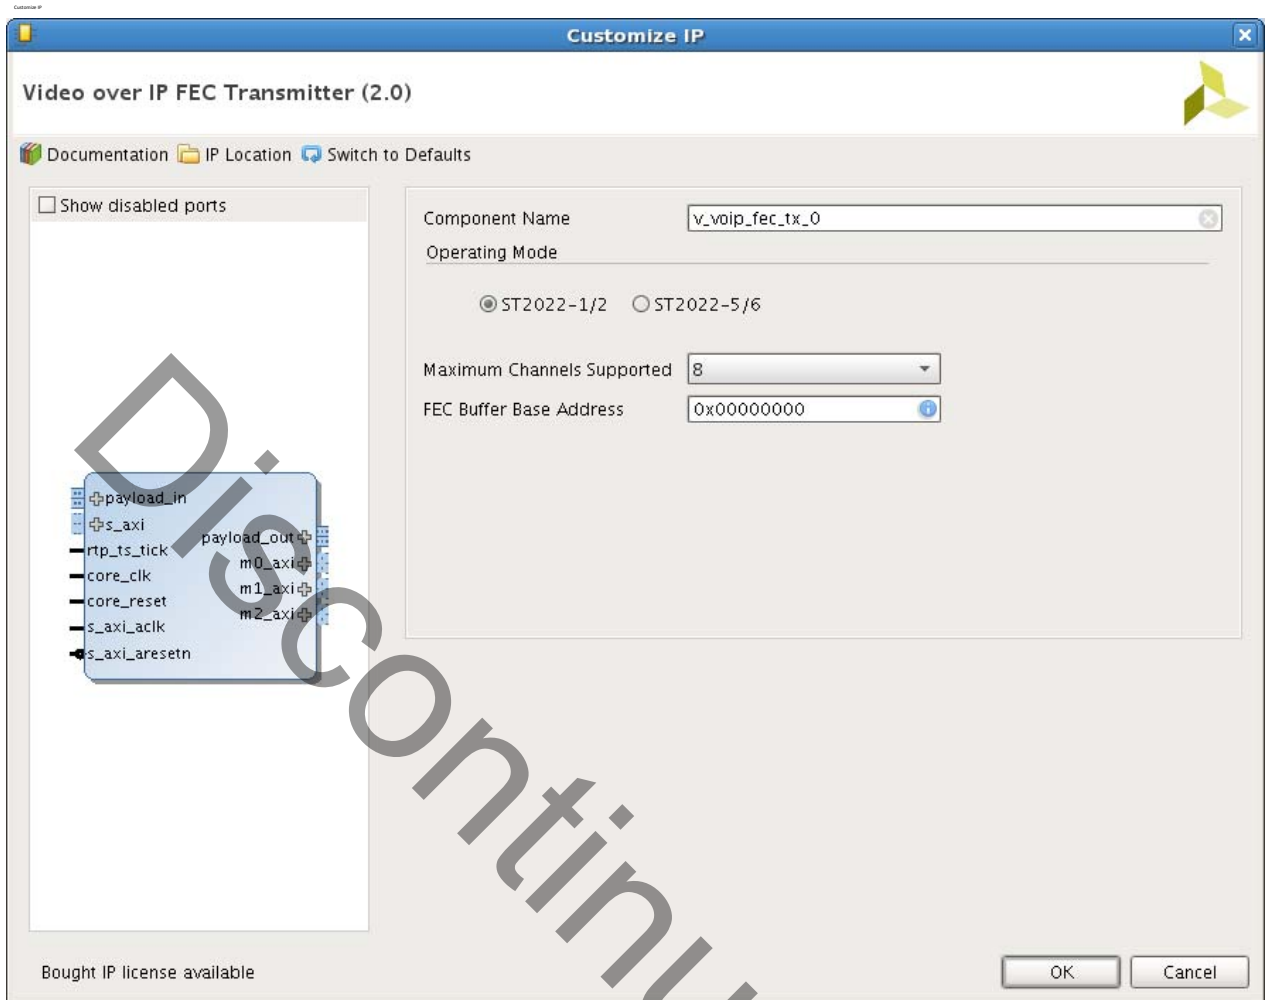 Customize IP
Customize IP
Video over IP FEC Transmitter (2.0)
Documentation IP Location Switch to Defaults
Show disabled ports
payload_in
s_axi
rtp_ts_tick
core_clk
core_reset
s_axi_aclk
s_axi_aresetn
payload_out
m0_axi
m1_axi
m2_axi
Component Name v_voip_fec_tx_0
Operating Mode
ST2022-1/2 ST2022-5/6
Maximum Channels Supported 8
FEC Buffer Base Address 0x00000000
Bought IP license available
OK Cancel
Discontinu